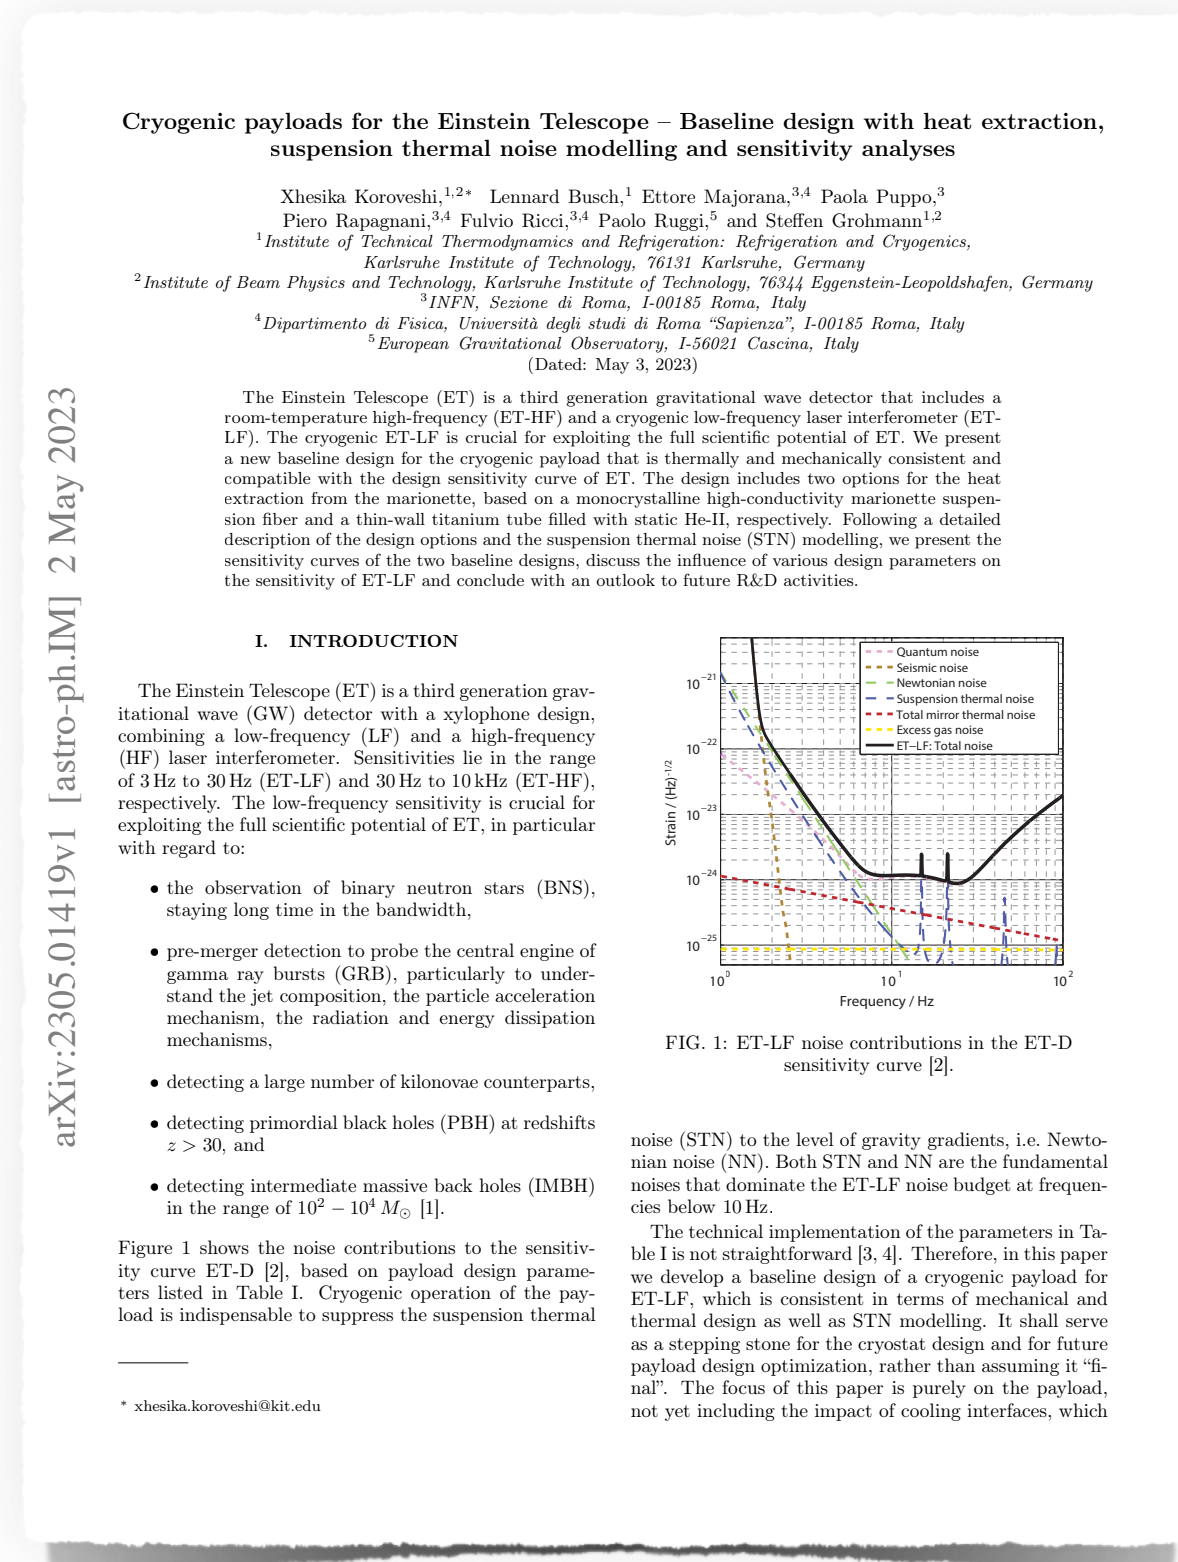 Cryogenic payloads for the Einstein Telescope – Baseline design with heat extraction,
suspension thermal noise modelling and sensitivity analyses
Xhesika Koroveshi,1,2∗ Lennard Busch,1 Ettore Majorana,3,4 Paola Puppo,3
Piero Rapagnani,3,4 Fulvio Ricci,3,4 Paolo Ruggi,5 and Steffen Grohmann1,2
1Institute of Technical Thermodynamics and Refrigeration: Refrigeration and Cryogenics,
Karlsruhe Institute of Technology, 76131 Karlsruhe, Germany
2Institute of Beam Physics and Technology, Karlsruhe Institute of Technology, 76344 Eggenstein-Leopoldshafen, Germany
3INFN, Sezione di Roma, I-00185 Roma, Italy
4Dipartimento di Fisica, Università degli studi di Roma “Sapienza”, I-00185 Roma, Italy
5European Gravitational Observatory, I-56021 Cascina, Italy
(Dated: May 3, 2023)
The Einstein Telescope (ET) is a third generation gravitational wave detector that includes a
room-temperature high-frequency (ET-HF) and a cryogenic low-frequency laser interferometer (ET-
LF). The cryogenic ET-LF is crucial for exploiting the full scientific potential of ET. We present
a new baseline design for the cryogenic payload that is thermally and mechanically consistent and
compatible with the design sensitivity curve of ET. The design includes two options for the heat
extraction from the marionette, based on a monocrystalline high-conductivity marionette suspen-
sion fiber and a thin-wall titanium tube filled with static He-II, respectively. Following a detailed
description of the design options and the suspension thermal noise (STN) modelling, we present the
sensitivity curves of the two baseline designs, discuss the influence of various design parameters on
the sensitivity of ET-LF and conclude with an outlook to future R&D activities.
arXiv:2305.01419v1 [astro-ph.IM] 2 May 2023
I. INTRODUCTION
The Einstein Telescope (ET) is a third generation grav-
itational wave (GW) detector with a xylophone design,
combining a low-frequency (LF) and a high-frequency
(HF) laser interferometer. Sensitivities lie in the range
of 3 Hz to 30 Hz (ET-LF) and 30 Hz to 10 kHz (ET-HF),
respectively. The low-frequency sensitivity is crucial for
exploiting the full scientific potential of ET, in particular
with regard to:
• the observation of binary neutron stars (BNS),
staying long time in the bandwidth,
• pre-merger detection to probe the central engine of
gamma ray bursts (GRB), particularly to under-
stand the jet composition, the particle acceleration
mechanism, the radiation and energy dissipation
mechanisms,
• detecting a large number of kilonovae counterparts,
• detecting primordial black holes (PBH) at redshifts
z > 30, and
• detecting intermediate massive back holes (IMBH)
in the range of 10² − 10⁴ M⊙ [1].
Figure 1 shows the noise contributions to the sensitiv-
ity curve ET-D [2], based on payload design parame-
ters listed in Table I. Cryogenic operation of the pay-
load is indispensable to suppress the suspension thermal
∗ xhesika.koroveshi@kit.edu
Quantum noise
Seismic noise
Newtonian noise
Suspension thermal noise
Total mirror thermal noise
Excess gas noise
ET–LF: Total noise
10⁻²¹
10⁻²²
10⁻²³
10⁻²⁴
10⁻²⁵
Strain / (Hz)⁻¹/²
10⁰ 10¹ 10²
Frequency / Hz
FIG. 1: ET-LF noise contributions in the ET-D
sensitivity curve [2].
noise (STN) to the level of gravity gradients, i.e. Newto-
nian noise (NN). Both STN and NN are the fundamental
noises that dominate the ET-LF noise budget at frequen-
cies below 10 Hz.
The technical implementation of the parameters in Ta-
ble I is not straightforward [3, 4]. Therefore, in this paper
we develop a baseline design of a cryogenic payload for
ET-LF, which is consistent in terms of mechanical and
thermal design as well as STN modelling. It shall serve
as a stepping stone for the cryostat design and for future
payload design optimization, rather than assuming it “fi-
nal”. The focus of this paper is purely on the payload,
not yet including the impact of cooling interfaces, which